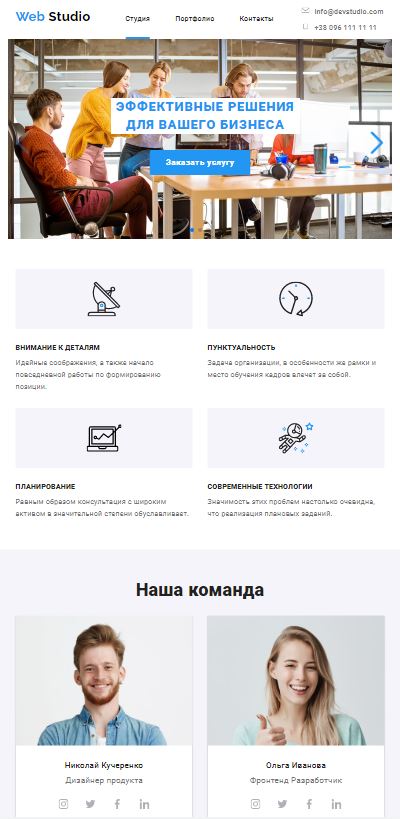 Web Studio
Студия
Портфолио
Контакты
info@devstudio.com
+38 096 111 11 11
ЭФФЕКТИВНЫЕ РЕШЕНИЯ
ДЛЯ ВАШЕГО БИЗНЕСА
Заказать услугу
ВНИМАНИЕ К ДЕТАЛЯМ
Идейные соображения, а также начало
повседневной работы по формированию
позиции.
ПУНКТУАЛЬНОСТЬ
Задача организации, в особенности же рамки и
место обучения кадров влечет за собой.
ПЛАНИРОВАНИЕ
Равным образом консультация с широким
активом в значительной степени обуславливает.
СОВРЕМЕННЫЕ ТЕХНОЛОГИИ
Значимость этих проблем настолько очевидна,
что реализация плановых заданий.
Наша команда
Николай Кучеренко
Дизайнер продукта
Ольга Иванова
Фронтенд Разработчик